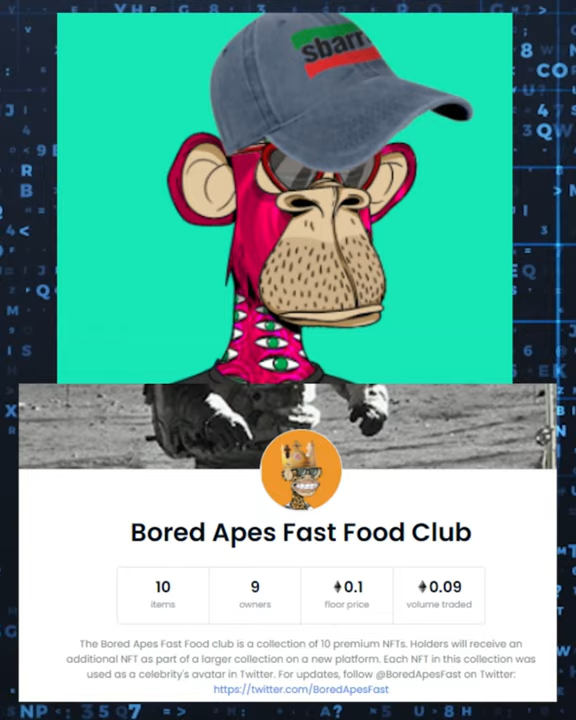 sbarro
Bored Apes Fast Food Club
10
9
0.1
0.09
items
owners
floor price
volume traded
The Bored Apes Fast Food club is a collection of 10 premium NFTs. Holders will receive an
additional NFT as part of a larger collection on a new platform. Each NFT in this collection was
used as a celebrity's avatar in Twitter. For updates, follow @BoredApesFast on Twitter:
https://twitter.com/BoredApesFast